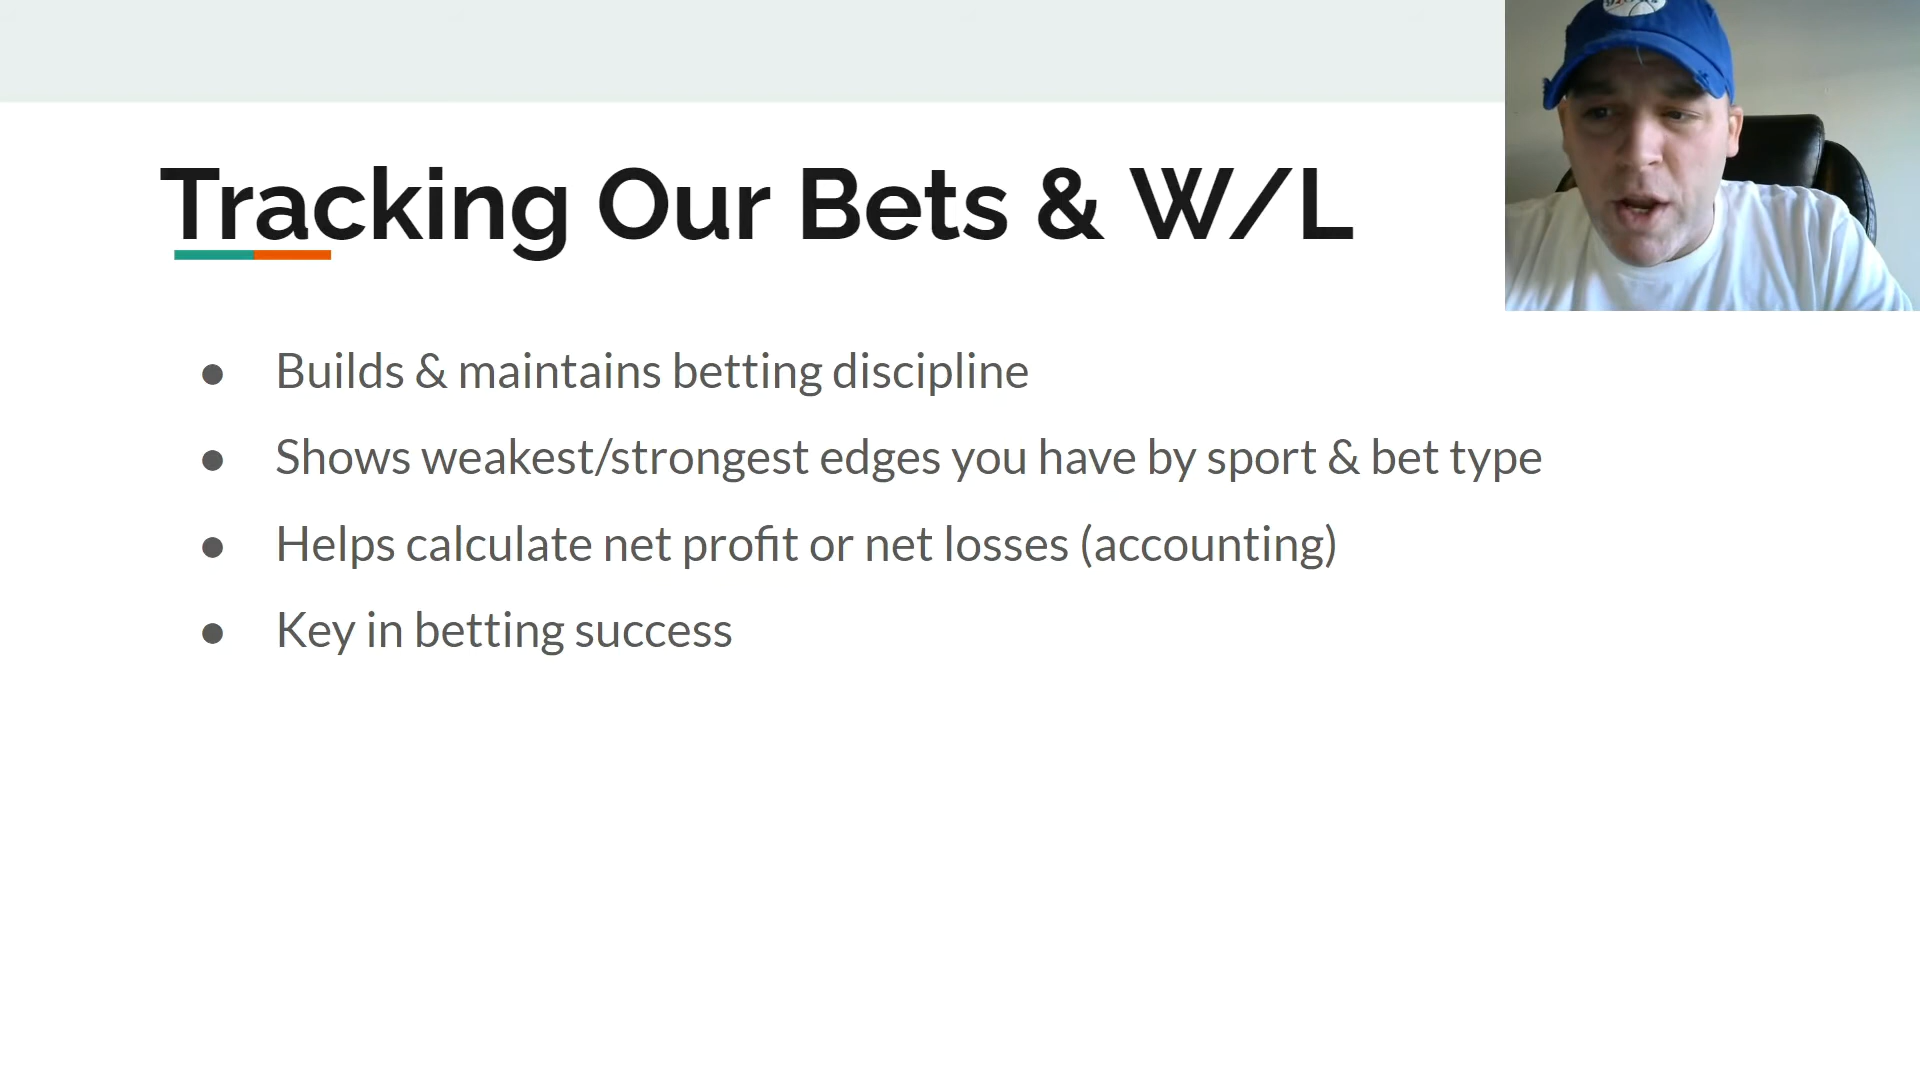 Tracking Our Bets & W/L
● Builds & maintains betting discipline
● Shows weakest/strongest edges you have by sport & bet type
● Helps calculate net profit or net losses (accounting)
● Key in betting success